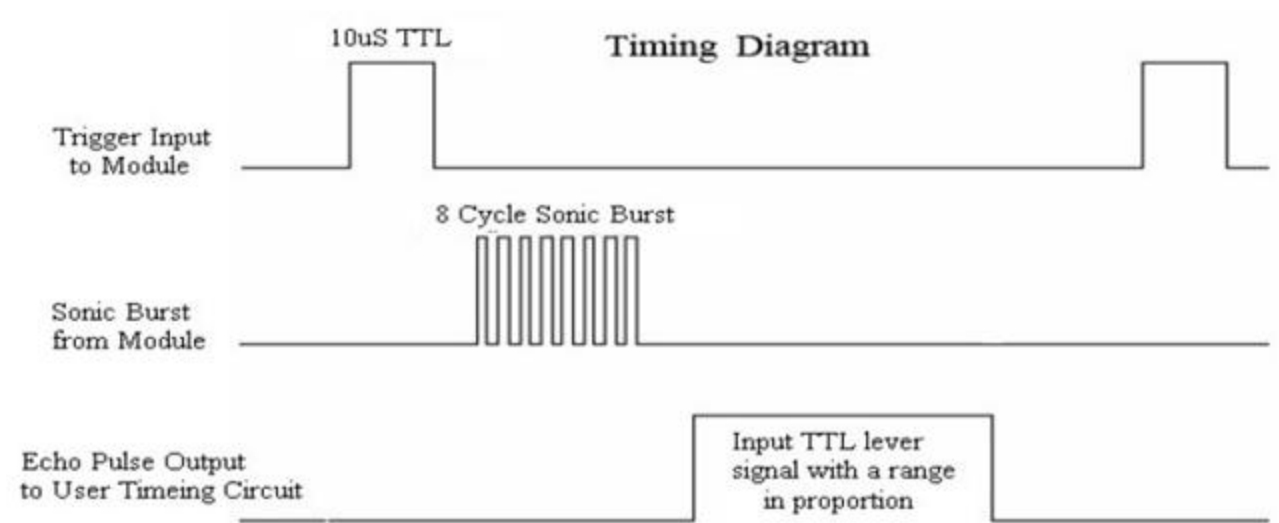 10uS TTL
Timing Diagram
Trigger Input
to Module
8 Cycle Sonic Burst
Sonic Burst
from Module
Echo Pulse Output
to User Timeing Circuit
Input TTL lever
signal with a range
in proportion